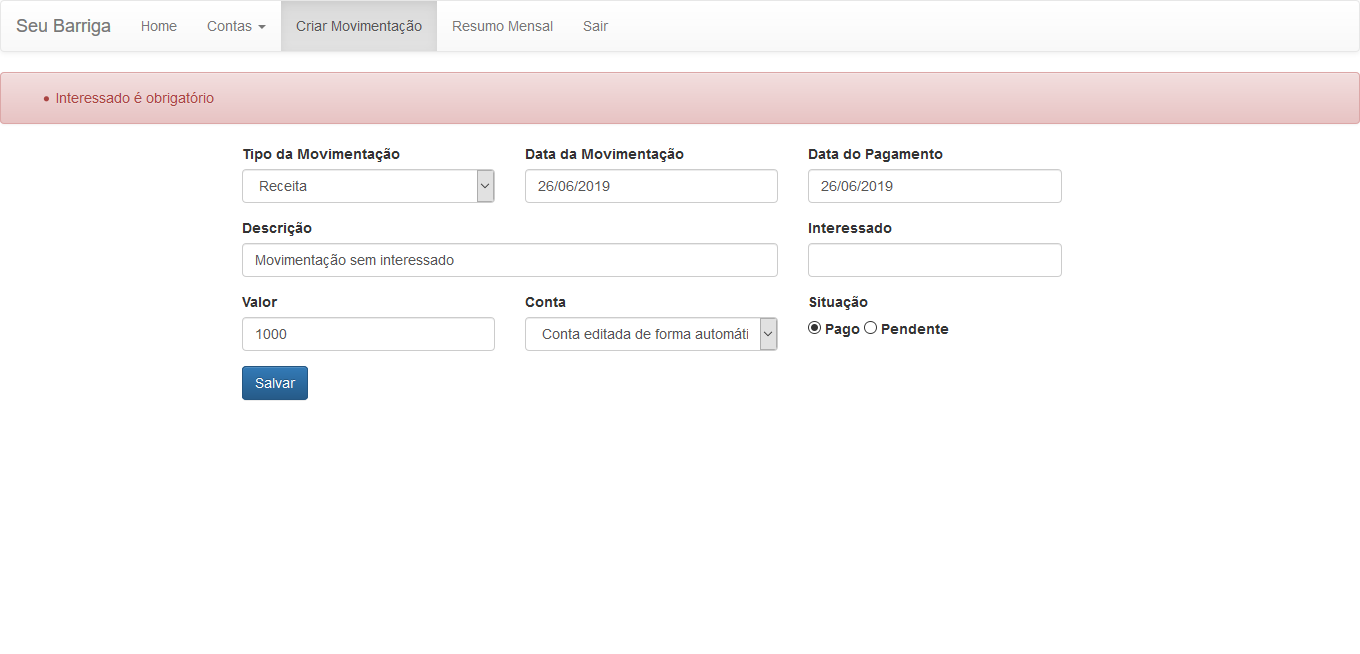 Seu Barriga Home Contas Criar Movimentação Resumo Mensal Sair
Interessado é obrigatório
Tipo da Movimentação Data da Movimentação Data do Pagamento
Receita 26/06/2019 26/06/2019
Descrição Interessado
Movimentação sem interessado
Valor Conta Situação
1000 Conta editada de forma automáti Pago Pendente
Salvar